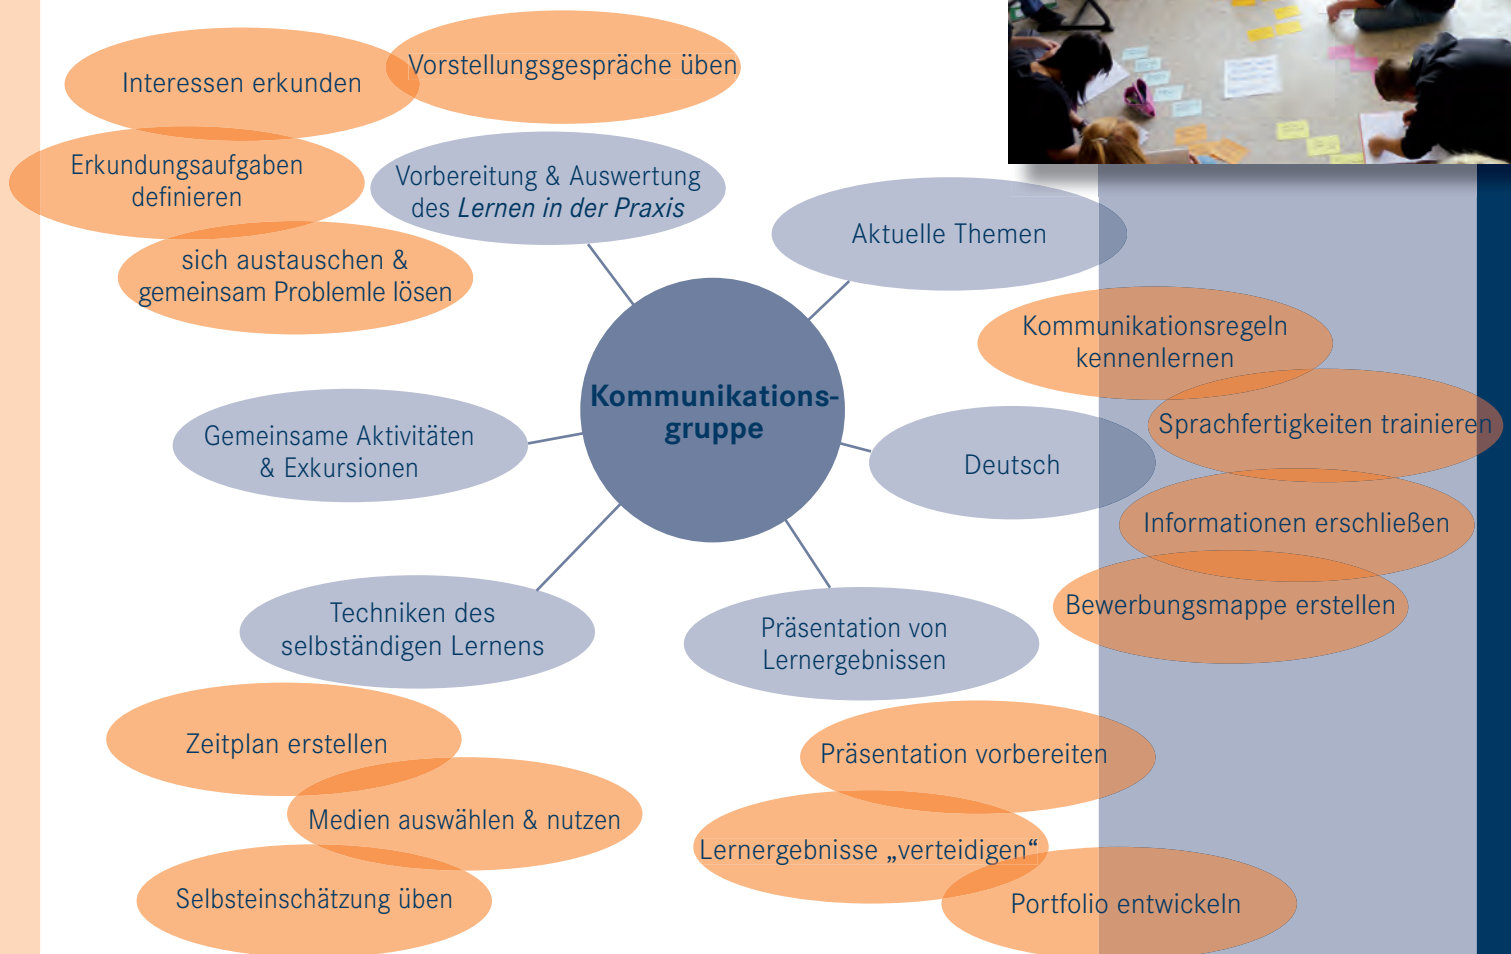 Interessen erkunden
Vorstellungsgespräche üben
Erkundungsaufgaben
definieren
sich austauschen &
gemeinsam Problemle lösen
Vorbereitung & Auswertung
des Lernen in der Praxis
Aktuelle Themen
Kommunikationsregeln
kennenlernen
Sprachfertigkeiten trainieren
Informationen erschließen
Bewerbungsmappe erstellen
Kommunikations-
gruppe
Gemeinsame Aktivitäten
& Exkursionen
Deutsch
Techniken des
selbständigen Lernens
Präsentation von
Lernergebnissen
Zeitplan erstellen
Medien auswählen & nutzen
Selbsteinschätzung üben
Präsentation vorbereiten
Lernergebnisse „verteidigen“
Portfolio entwickeln